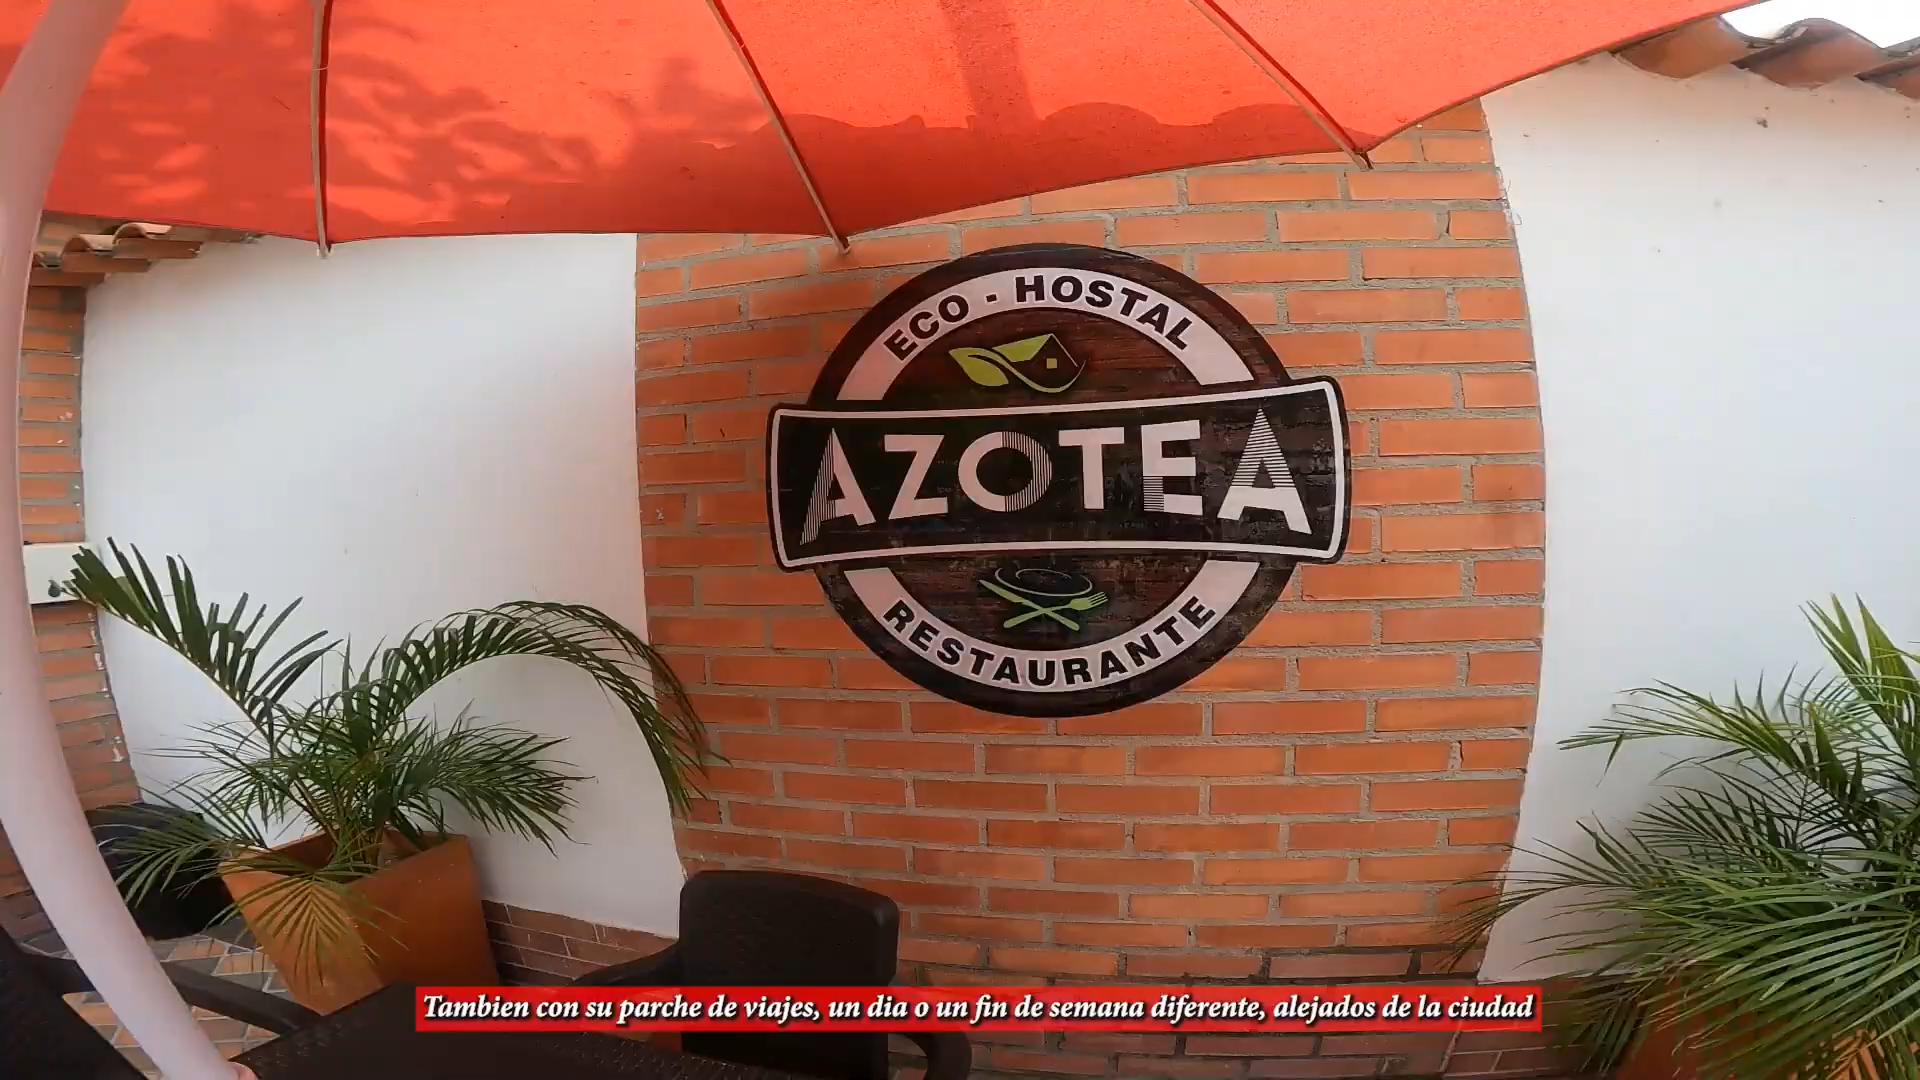 ECO - HOSTAL
AZOTEA
RESTAURANTE
Tambien con su parche de viajes, un dia o un fin de semana diferente, alejados de la ciudad